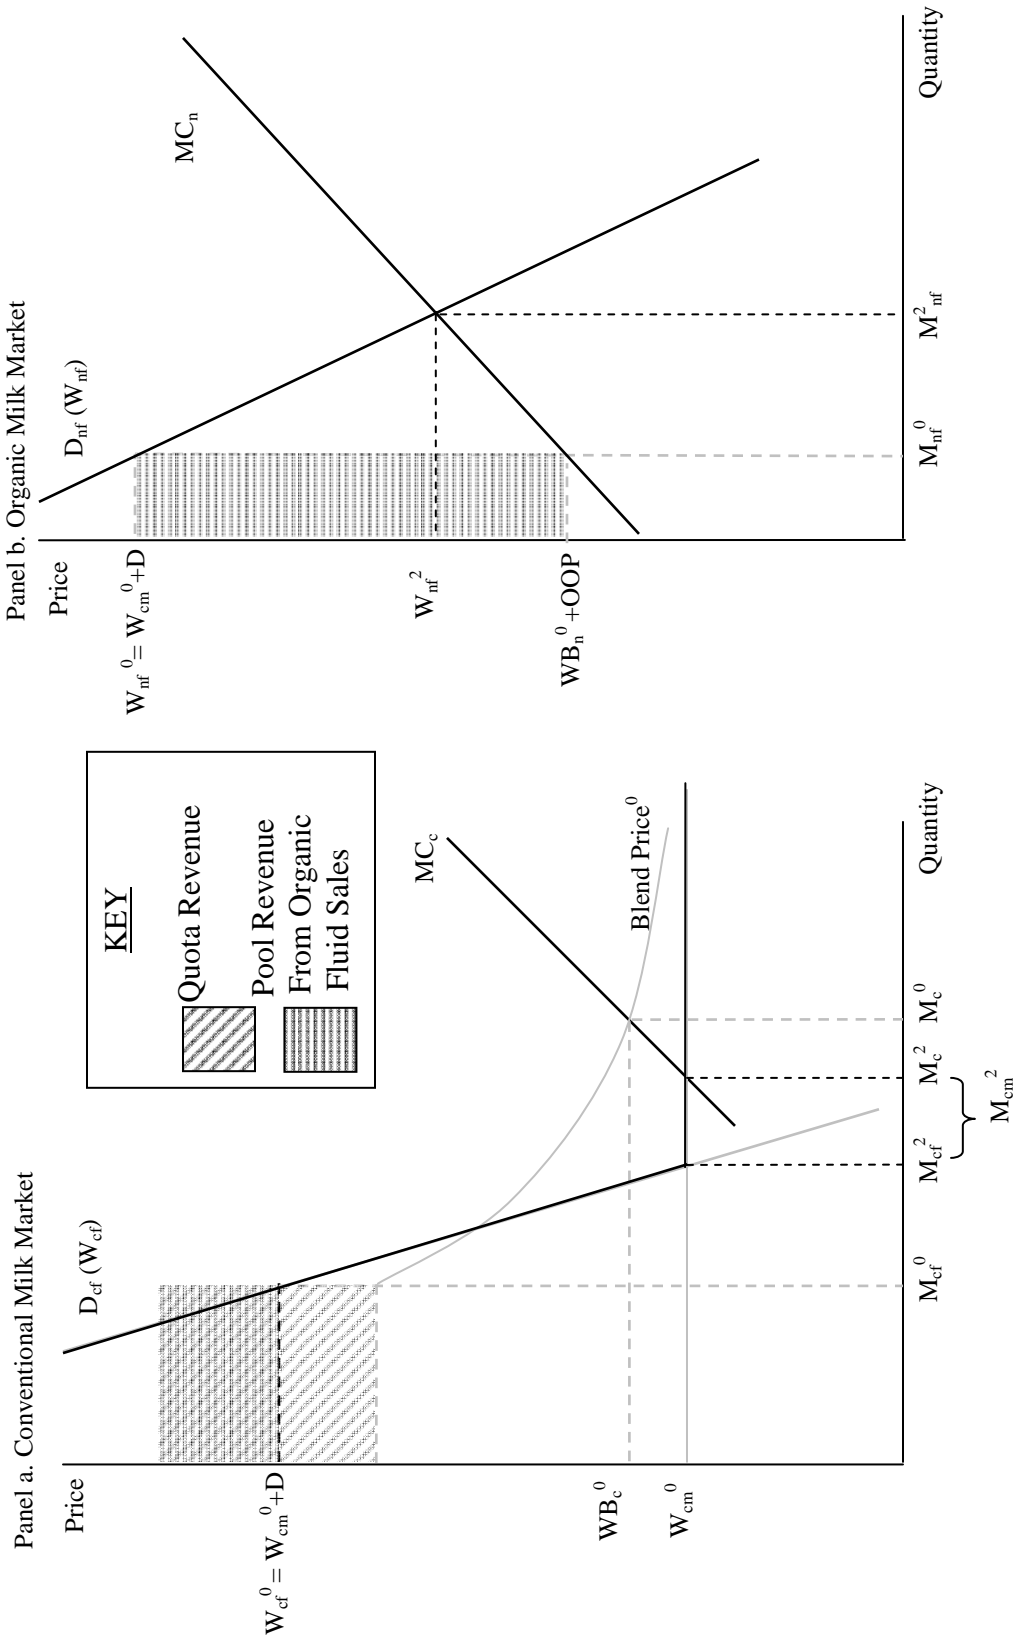 Panel a. Conventional Milk Market
Price
D_cf (W_cf)
W_cf^0 = W_cm^0+D
WB_c^0
W_cm^0
MC_c
Blend Price^0
M_cf^0
M_cf^2
M_c^2
M_c^0
Quantity
M_cm^2
KEY
Quota Revenue
Pool Revenue
From Organic
Fluid Sales
Panel b. Organic Milk Market
Price
D_nf (W_nf)
W_nf^0= W_cm^0+D
W_nf^2
WB_n^0+OOP
MC_n
M_nf^0
M^2_nf
Quantity